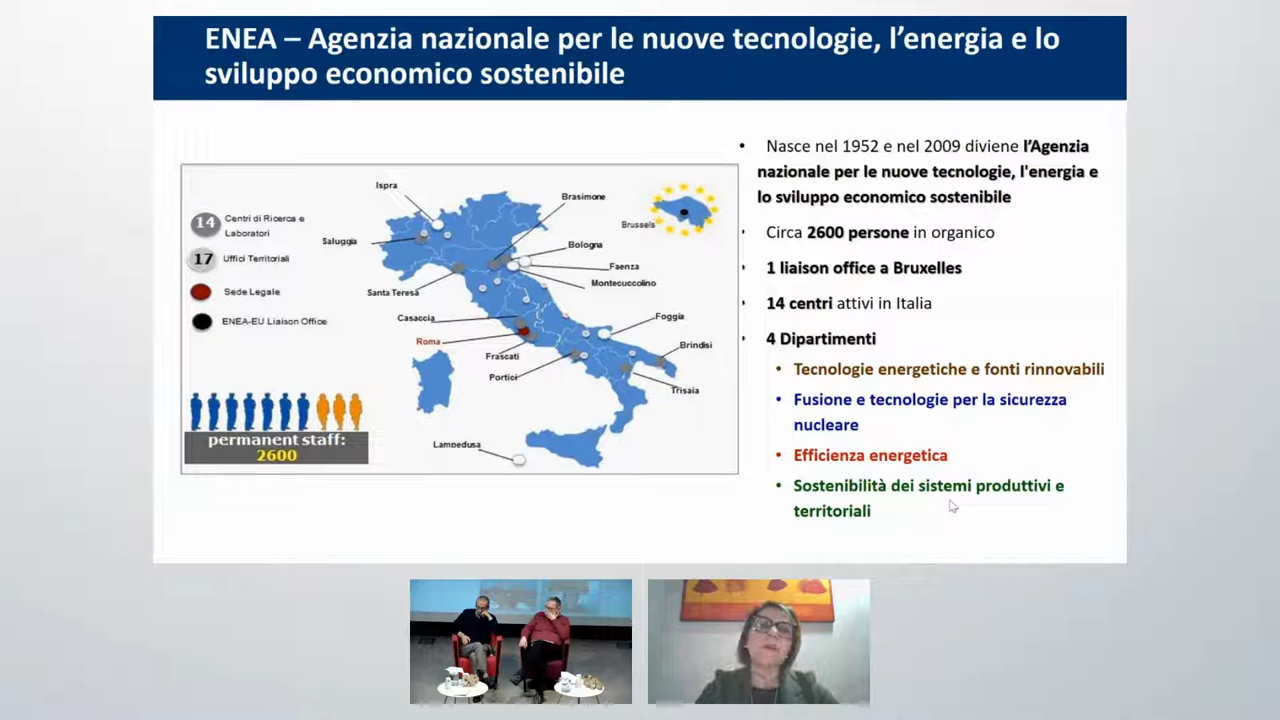 ENEA – Agenzia nazionale per le nuove tecnologie, l’energia e lo
sviluppo economico sostenibile
14 Centri di Ricerca e
Laboratori
17 Uffici Territoriali
Sede Legale
ENEA-EU Liaison Office
permanent staff:
2600
Ispra
Brasimone
Brussels
Saluggia
Bologna
Faenza
Montecuccolino
Santa Teresa
Casaccia
Foggia
Roma
Brindisi
Frascati
Portici
Trisaia
Lampedusa
• Nasce nel 1952 e nel 2009 diviene l’Agenzia
nazionale per le nuove tecnologie, l'energia e
lo sviluppo economico sostenibile
• Circa 2600 persone in organico
• 1 liaison office a Bruxelles
• 14 centri attivi in Italia
• 4 Dipartimenti
• Tecnologie energetiche e fonti rinnovabili
• Fusione e tecnologie per la sicurezza
nucleare
• Efficienza energetica
• Sostenibilità dei sistemi produttivi e
territoriali